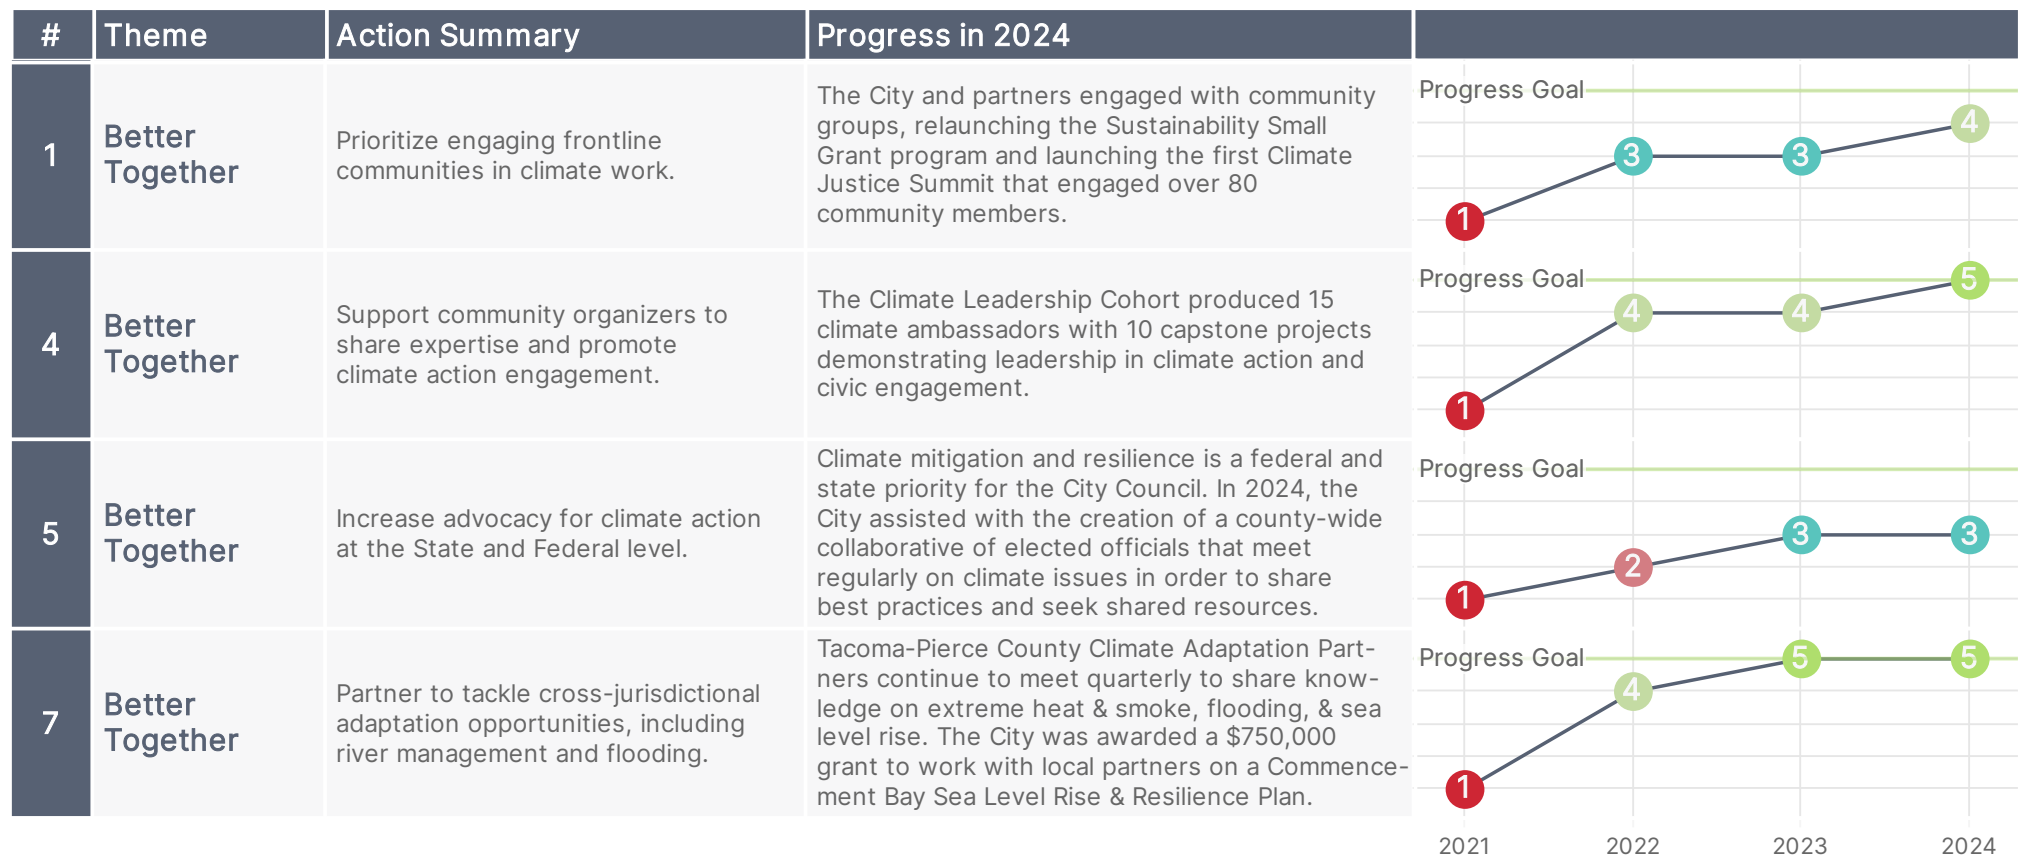 # Theme Action Summary Progress in 2024
1
Better
Together
Prioritize engaging frontline
communities in climate work.
The City and partners engaged with community
groups, relaunching the Sustainability Small
Grant program and launching the first Climate
Justice Summit that engaged over 80
community members.
Progress Goal
1 3 3 4
4
Better
Together
Support community organizers to
share expertise and promote
climate action engagement.
The Climate Leadership Cohort produced 15
climate ambassadors with 10 capstone projects
demonstrating leadership in climate action and
civic engagement.
Progress Goal
1 4 4 5
5
Better
Together
Increase advocacy for climate action
at the State and Federal level.
Climate mitigation and resilience is a federal and
state priority for the City Council. In 2024, the
City assisted with the creation of a county-wide
collaborative of elected officials that meet
regularly on climate issues in order to share
best practices and seek shared resources.
Progress Goal
1 2 3 3
7
Better
Together
Partner to tackle cross-jurisdictional
adaptation opportunities, including
river management and flooding.
Tacoma-Pierce County Climate Adaptation Part-
ners continue to meet quarterly to share know-
ledge on extreme heat & smoke, flooding, & sea
level rise. The City was awarded a $750,000
grant to work with local partners on a Commence-
ment Bay Sea Level Rise & Resilience Plan.
Progress Goal
1 4 5 5
2021 2022 2023 2024